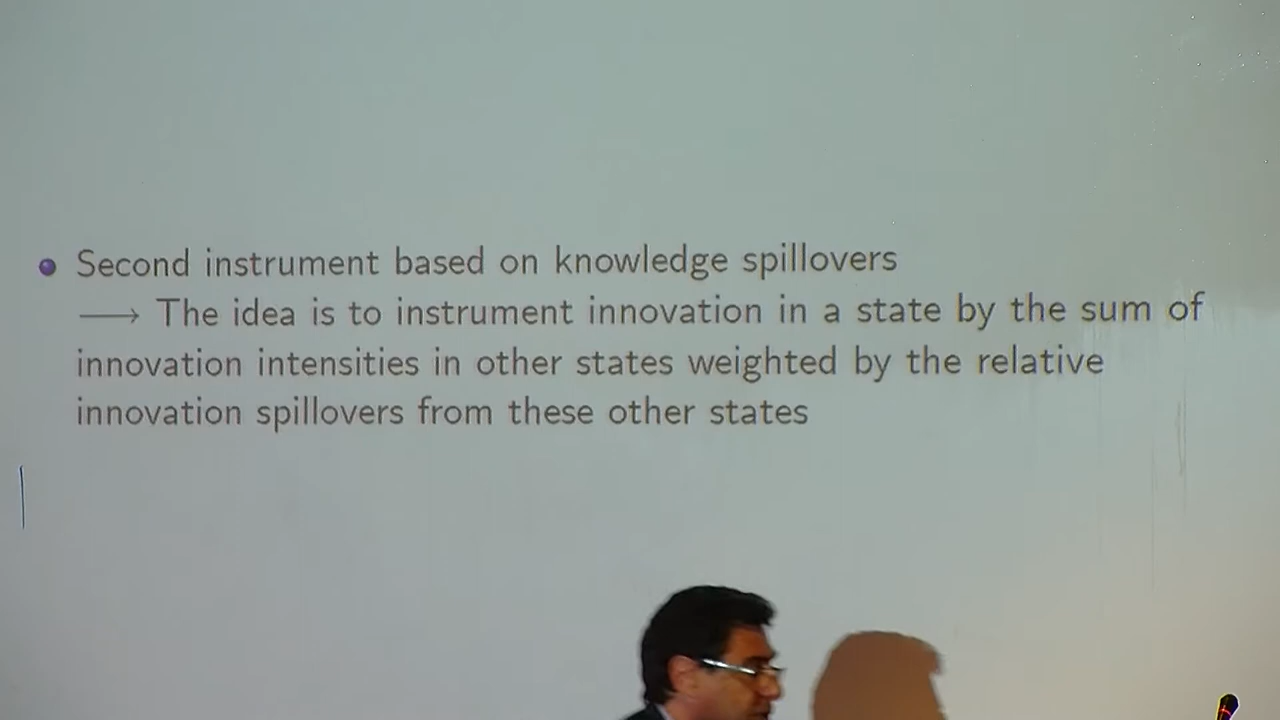 Second instrument based on knowledge spillovers
⟶ The idea is to instrument innovation in a state by the sum of
innovation intensities in other states weighted by the relative
innovation spillovers from these other states